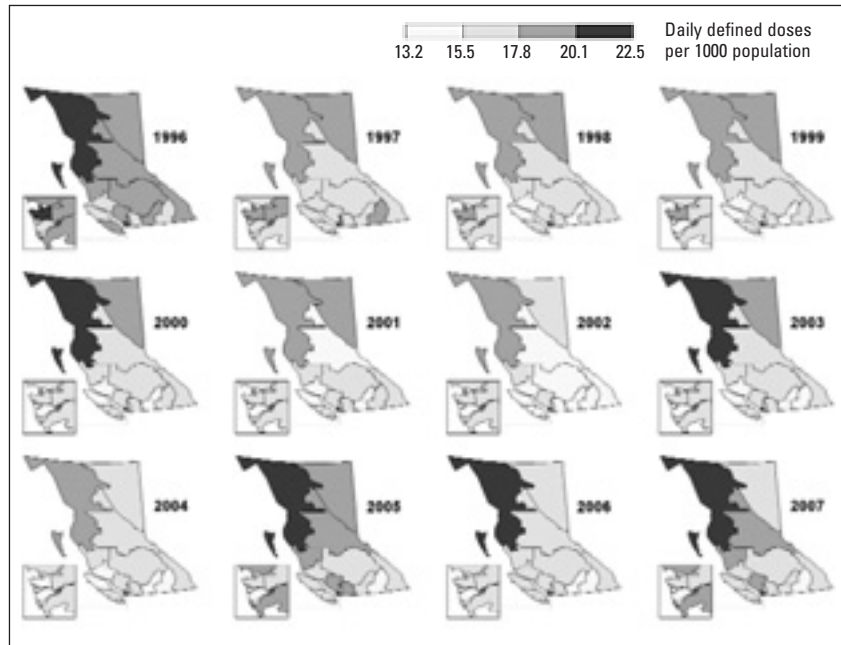 Daily defined doses
13.2 15.5 17.8 20.1 22.5 per 1000 population
1996 1997 1998 1999
2000 2001 2002 2003
2004 2005 2006 2007